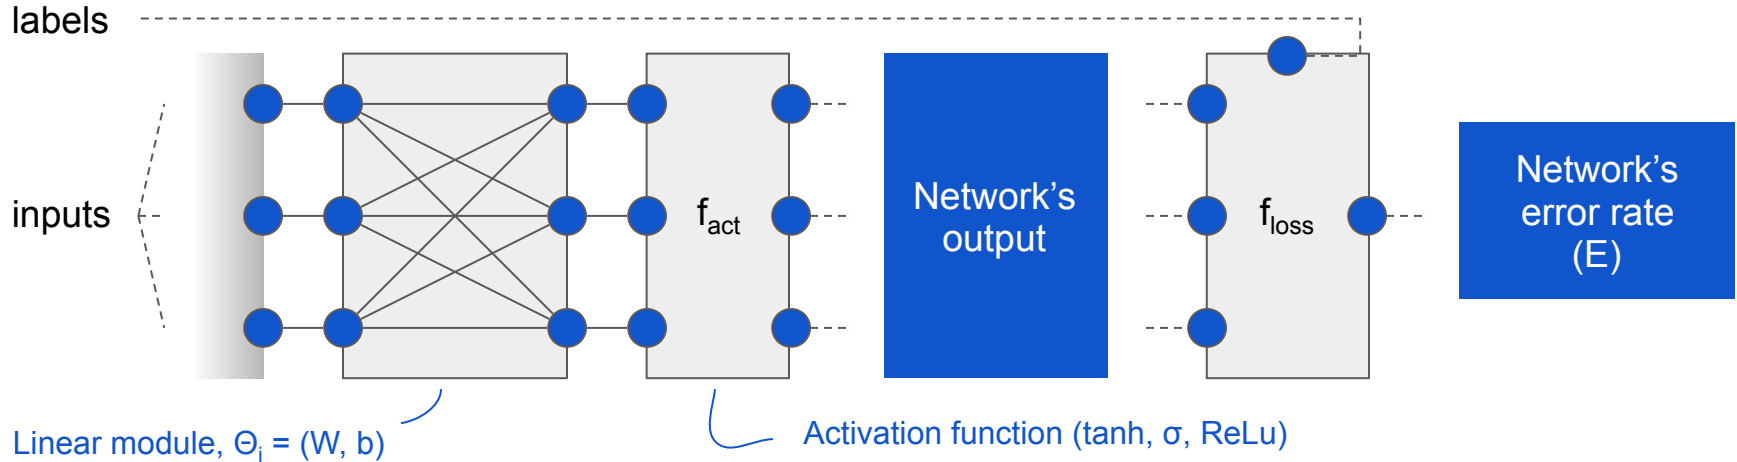 labels
inputs
f_act
Network’s
output
f_loss
Network’s
error rate
(E)
Linear module, Θ_i = (W, b)
Activation function (tanh, σ, ReLu)